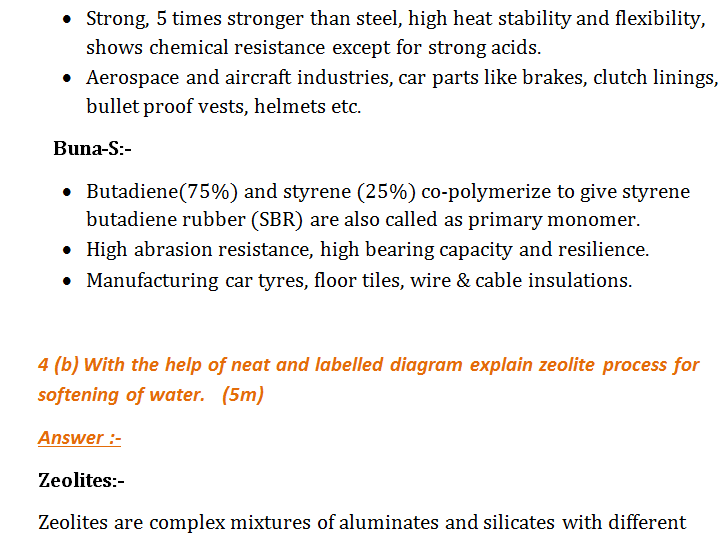 • Strong, 5 times stronger than steel, high heat stability and flexibility,
shows chemical resistance except for strong acids.
• Aerospace and aircraft industries, car parts like brakes, clutch linings,
bullet proof vests, helmets etc.
Buna-S:-
• Butadiene(75%) and styrene (25%) co-polymerize to give styrene
butadiene rubber (SBR) are also called as primary monomer.
• High abrasion resistance, high bearing capacity and resilience.
• Manufacturing car tyres, floor tiles, wire & cable insulations.
4 (b) With the help of neat and labelled diagram explain zeolite process for
softening of water. (5m)
Answer :-
Zeolites:-
Zeolites are complex mixtures of aluminates and silicates with different